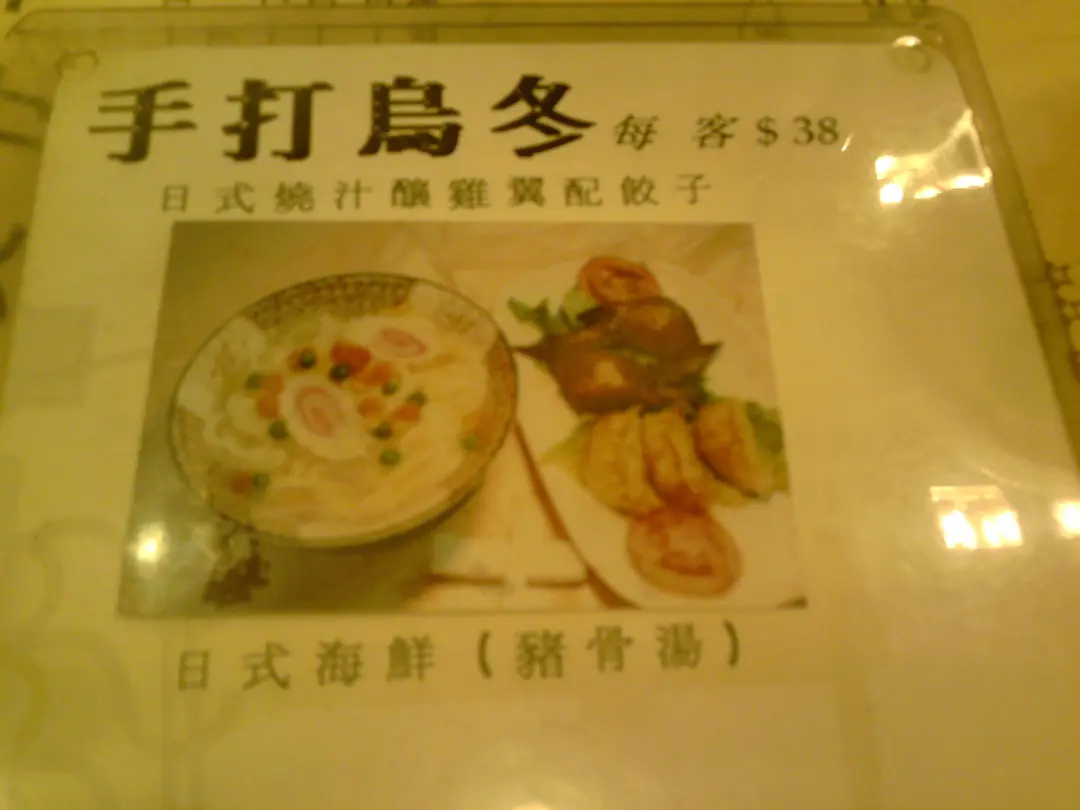 手打烏冬 每客$38
日式燒汁釀雞翼配餃子
日式海鮮(豬骨湯)